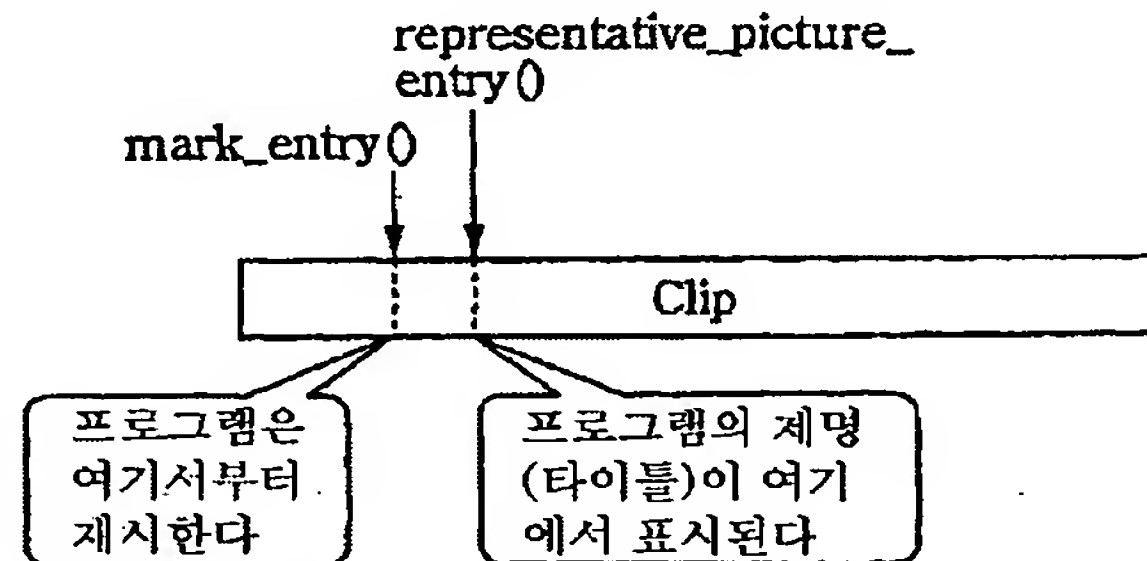 representative_picture_
entry()
mark_entry()
Clip
프로그램은
여기서부터
재시한다
프로그램의 제명
(타이틀)이 여기
에서 표시된다